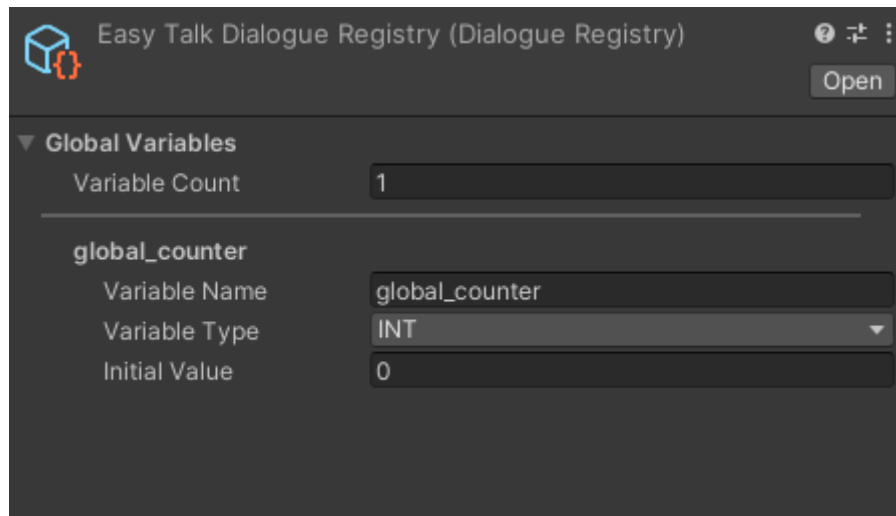 Easy Talk Dialogue Registry (Dialogue Registry)
Open
Global Variables
Variable Count 1
global_counter
Variable Name global_counter
Variable Type INT
Initial Value 0